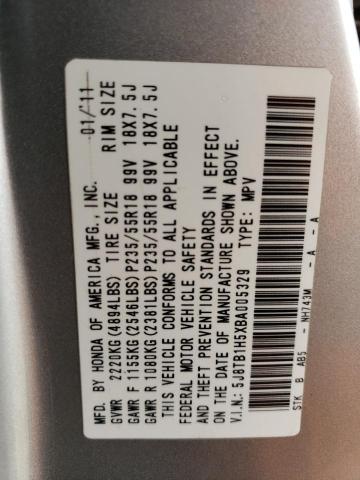 MFD. BY HONDA OF AMERICA MFG., INC. 01/11
GVWR 2220KG(4894LBS) TIRE SIZE RIM SIZE
GAWR F 1155KG(2546LBS)P235/55R18 99V 18X7.5J
GAWR R 1080KG(2381LBS)P235/55R18 99V 18X7.5J
THIS VEHICLE CONFORMS TO ALL APPLICABLE
FEDERAL MOTOR VEHICLE SAFETY
AND THEFT PREVENTION STANDARDS IN EFFECT
ON THE DATE OF MANUFACTURE SHOWN ABOVE.
V.I.N.: 5J8TB1H5XBA005329 TYPE: MPV
STK B AB5 - NH743M - A - A